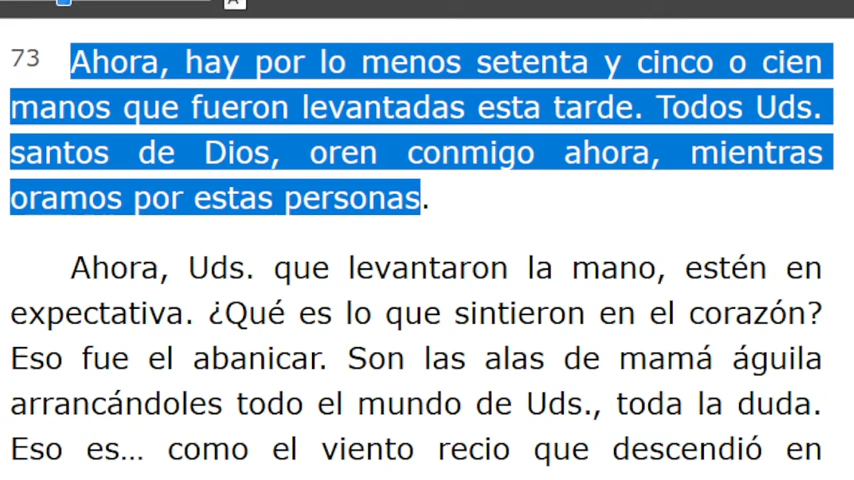 73 Ahora, hay por lo menos setenta y cinco o cien
manos que fueron levantadas esta tarde. Todos Uds.
santos de Dios, oren conmigo ahora, mientras
oramos por estas personas.
Ahora, Uds. que levantaron la mano, estén en
expectativa. ¿Qué es lo que sintieron en el corazón?
Eso fue el abanicar. Son las alas de mamá águila
arrancándoles todo el mundo de Uds., toda la duda.
Eso es... como el viento recio que descendió en